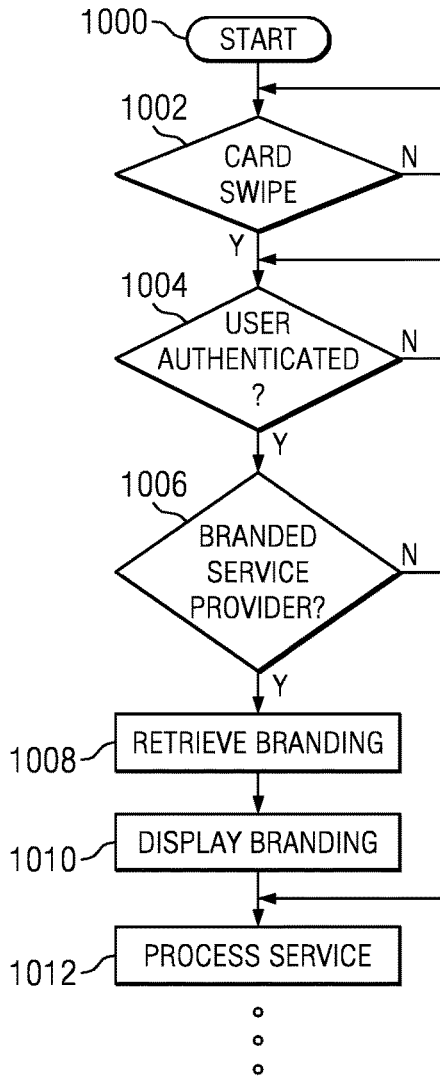 1000
START
1002
CARD
SWIPE
N
Y
1004
USER
AUTHENTICATED
?
N
Y
1006
BRANDED
SERVICE
PROVIDER?
N
Y
1008
RETRIEVE BRANDING
1010
DISPLAY BRANDING
1012
PROCESS SERVICE